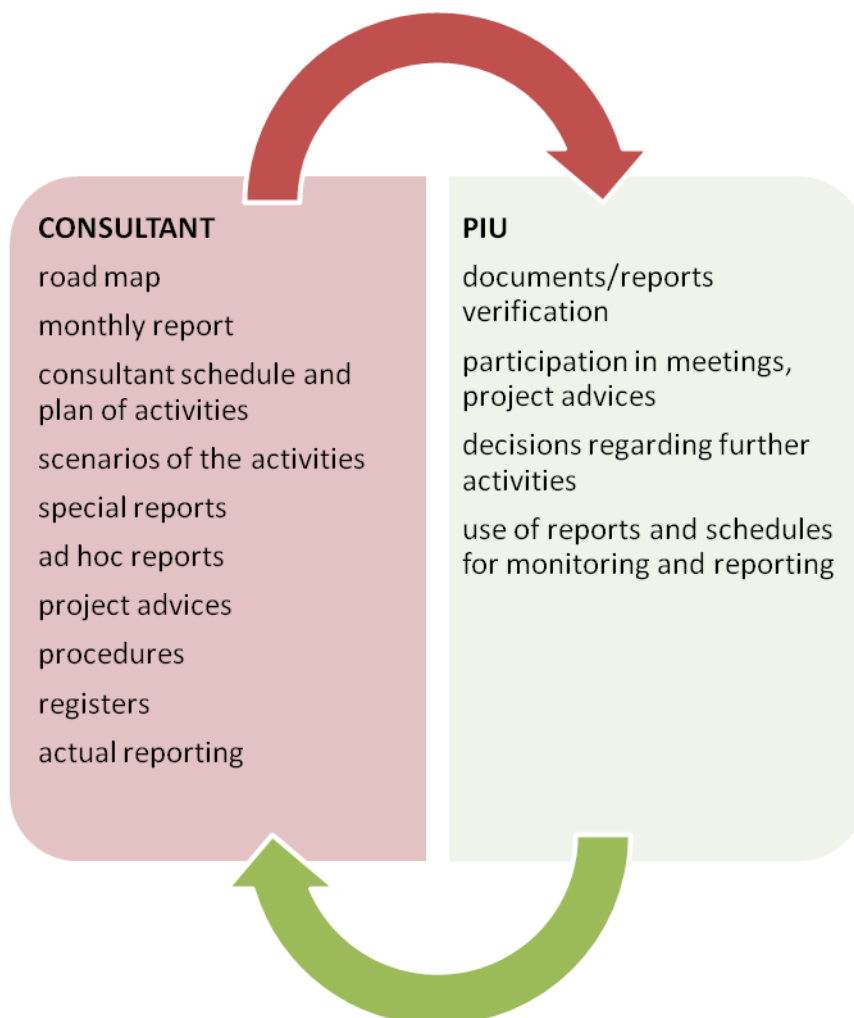 CONSULTANT
road map
monthly report
consultant schedule and
plan of activities
scenarios of the activities
special reports
ad hoc reports
project advices
procedures
registers
actual reporting
PIU
documents/reports
verification
participation in meetings,
project advices
decisions regarding further
activities
use of reports and schedules
for monitoring and reporting